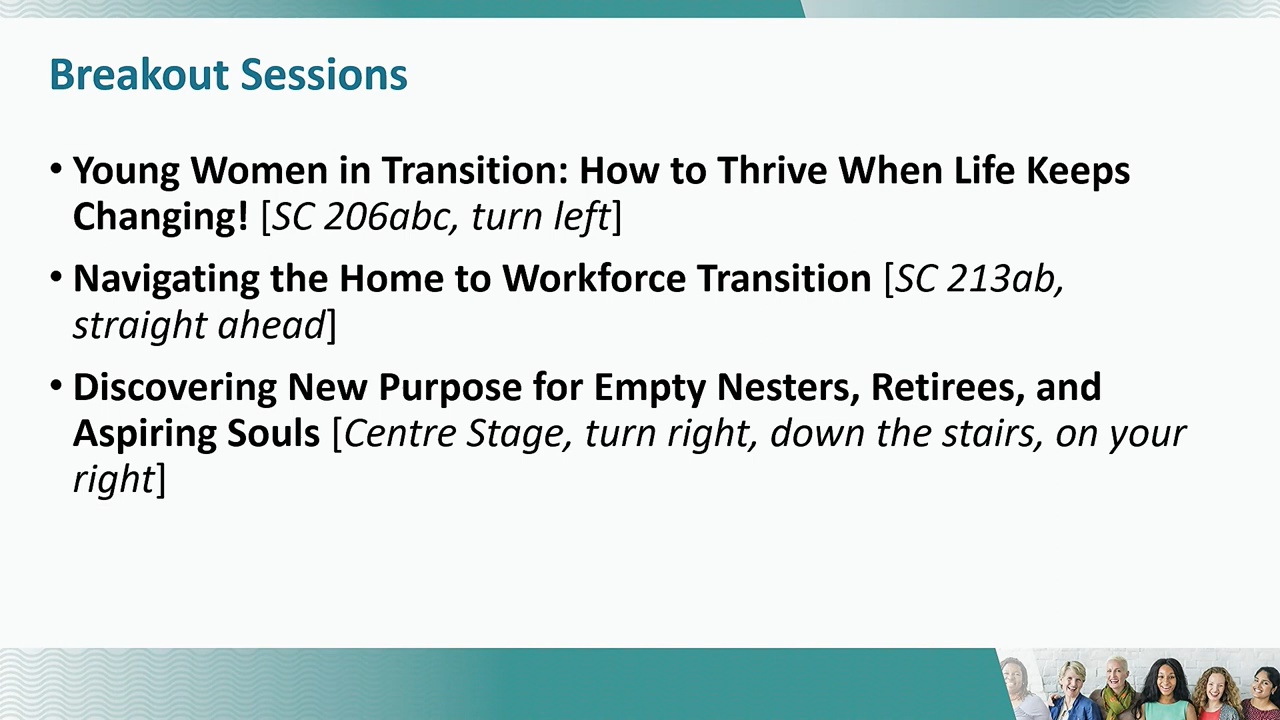 Breakout Sessions
• Young Women in Transition: How to Thrive When Life Keeps
Changing! [SC 206abc, turn left]
• Navigating the Home to Workforce Transition [SC 213ab,
straight ahead]
• Discovering New Purpose for Empty Nesters, Retirees, and
Aspiring Souls [Centre Stage, turn right, down the stairs, on your
right]